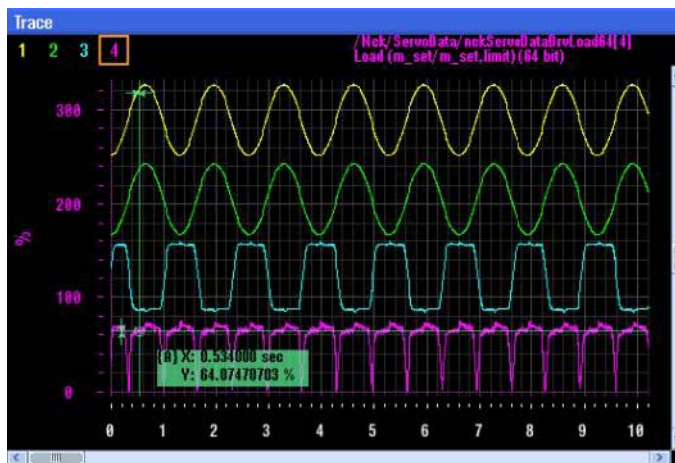 Trace
1 2 3 4
/Nck/ServoData/nckServoDataDrvLoad64[4]
Load (m_set/m_set.limit)(64 bit)
300
200
%
100
0
(A) X: 0.534000 sec
Y: 64.07470703 %
0 1 2 3 4 5 6 7 8 9 10